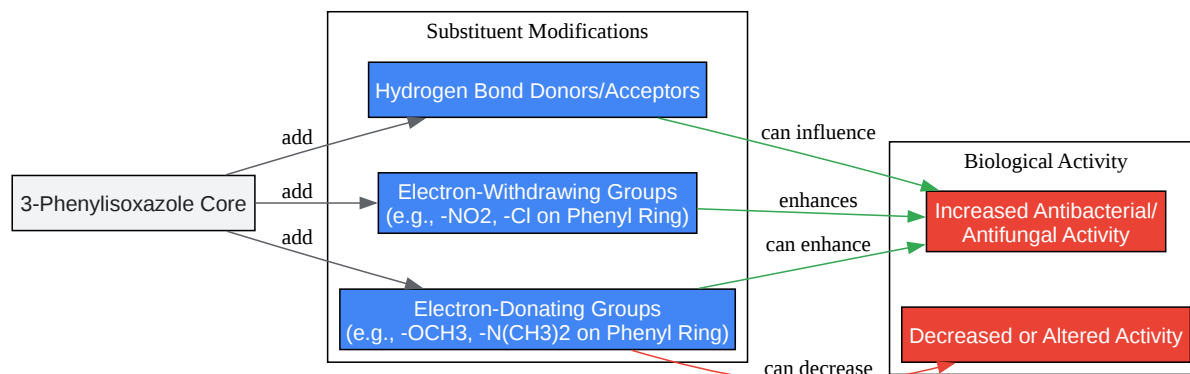 Substituent Modifications
Hydrogen Bond Donors/Acceptors
add
can influence
Biological Activity
3-Phenylisoxazole Core
add
Electron-Withdrawing Groups
(e.g., -NO2, -Cl on Phenyl Ring)
enhances
Increased Antibacterial/
Antifungal Activity
add
can enhance
Electron-Donating Groups
(e.g., -OCH3, -N(CH3)2 on Phenyl Ring)
Decreased or Altered Activity
can decrease